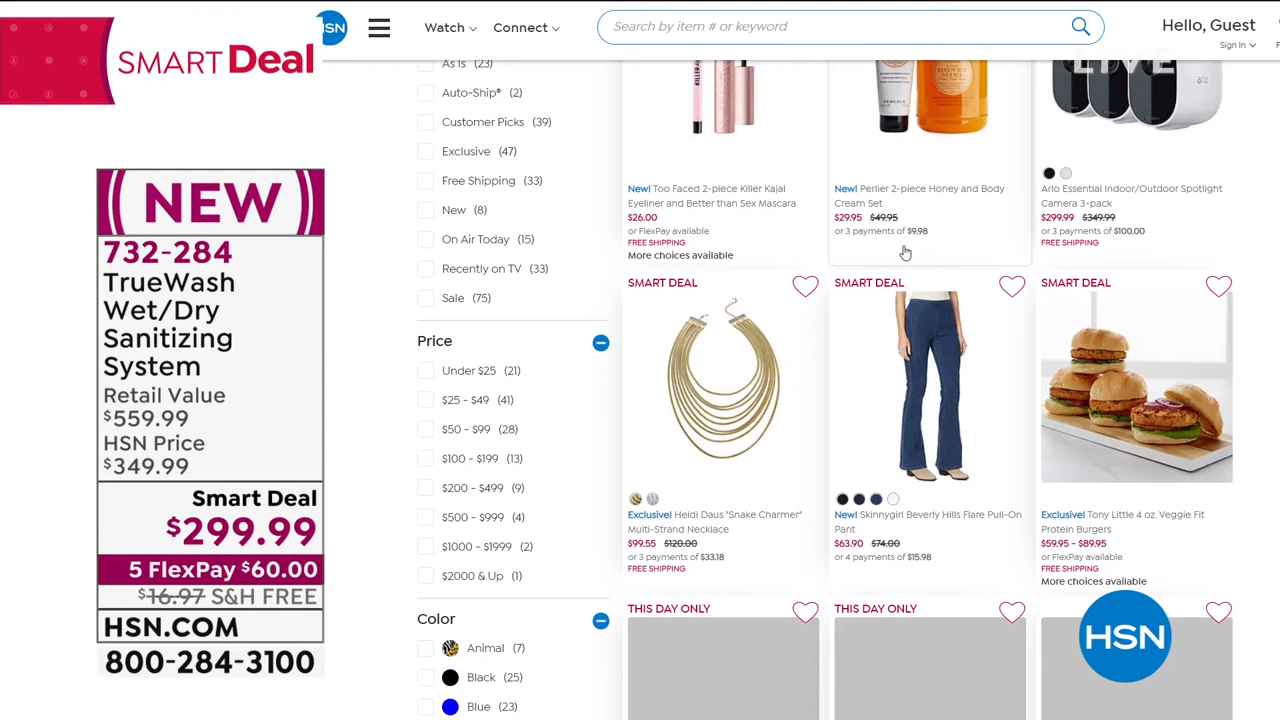 SMART Deal
HSN
Watch
Connect
Search by item # or keyword
Hello, Guest
Sign In
LIVE
NEW
732-284
TrueWash
Wet/Dry
Sanitizing
System
Retail Value
$559.99
HSN Price
$349.99
Smart Deal
$299.99
5 FlexPay $60.00
$16.97 S&H FREE
HSN.COM
800-284-3100
As Is (23)
Auto-Ship® (2)
Customer Picks (39)
Exclusive (47)
Free Shipping (33)
New (8)
On Air Today (15)
Recently on TV (33)
Sale (75)
Price
Under $25 (21)
$25 - $49 (41)
$50 - $99 (28)
$100 - $199 (13)
$200 - $499 (9)
$500 - $999 (4)
$1000 - $1999 (2)
$2000 & Up (1)
Color
Animal (7)
Black (25)
Blue (23)
KILLER
PERLIER
HONEY
MIEL
New! Too Faced 2-piece Killer Kajal
Eyeliner and Better than Sex Mascara
$26.00
or FlexPay available
FREE SHIPPING
More choices available
New! Perlier 2-piece Honey and Body
Cream Set
$29.95 $49.95
or 3 payments of $9.98
Arlo Essential Indoor/Outdoor Spotlight
Camera 3-pack
$299.99 $349.99
or 3 payments of $100.00
FREE SHIPPING
SMART DEAL
Exclusive! Heidi Daus "Snake Charmer"
Multi-Strand Necklace
$99.55 $120.00
or 3 payments of $33.18
FREE SHIPPING
SMART DEAL
New! Skinnygirl Beverly Hills Flare Pull-On
Pant
$63.90 $74.00
or 4 payments of $15.98
SMART DEAL
Exclusive! Tony Little 4 oz. Veggie Fit
Protein Burgers
$59.95 - $89.95
or FlexPay available
FREE SHIPPING
More choices available
THIS DAY ONLY
THIS DAY ONLY
HSN